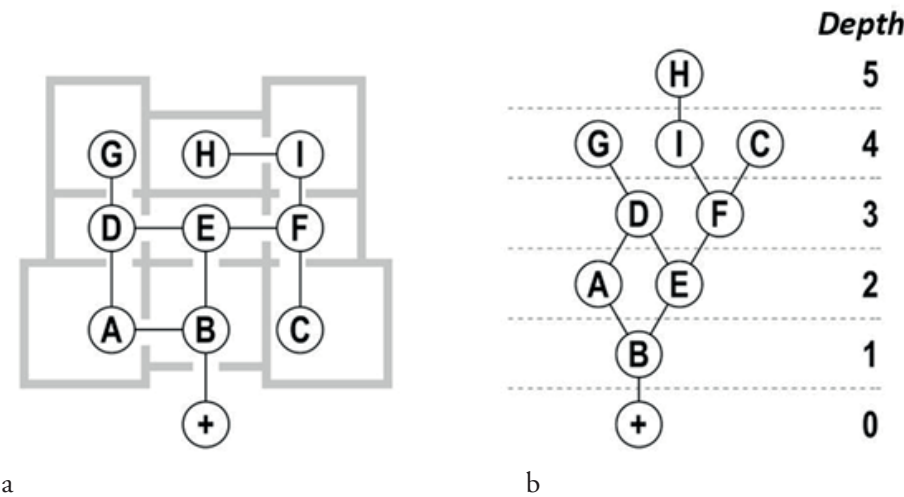 Depth
H 5
G H I G I C 4
D E F D F 3
A E 2
A B C B 1
+ + 0
a b